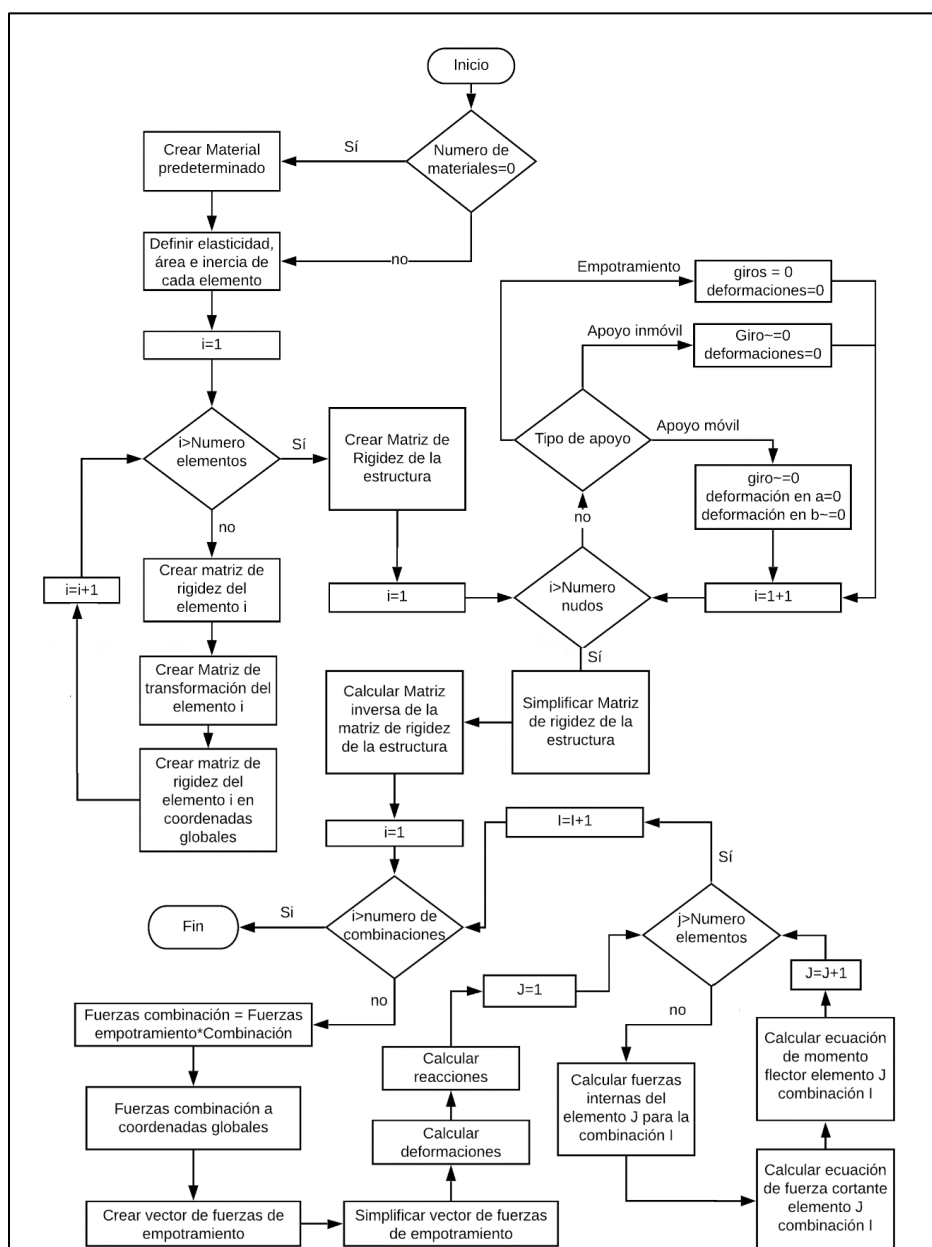 Inicio
Numero de
materiales=0
Sí
Crear Material
predeterminado
no
Definir elasticidad,
área e inercia de
cada elemento
i=1
i>Numero
elementos
Sí
Crear Matriz de
Rigidez de la
estructura
no
Crear matriz de
rigidez del
elemento i
i=i+1
Crear Matriz de
transformación del
elemento i
Crear matriz de
rigidez del
elemento i en
coordenadas
globales
i=1
i>Numero
nudos
no
Tipo de apoyo
Empotramiento
giros = 0
deformaciones=0
Apoyo inmóvil
Giro~=0
deformaciones=0
Apoyo móvil
giro~=0
deformación en a=0
deformación en b~=0
i=1+1
Sí
Simplificar Matriz
de rigidez de la
estructura
Calcular Matriz
inversa de la
matriz de rigidez
de la estructura
i=1
i>numero de
combinaciones
Si
Fin
no
Fuerzas combinación = Fuerzas
empotramiento*Combinación
Fuerzas combinación a
coordenadas globales
Crear vector de fuerzas de
empotramiento
Simplificar vector de fuerzas
de empotramiento
Calcular
deformaciones
Calcular
reacciones
J=1
j>Numero
elementos
Sí
I=I+1
no
Calcular fuerzas
internas del
elemento J para la
combinación I
Calcular ecuación
de fuerza cortante
elemento J
combinación I
Calcular ecuación
de momento
flector elemento J
combinación I
J=J+1